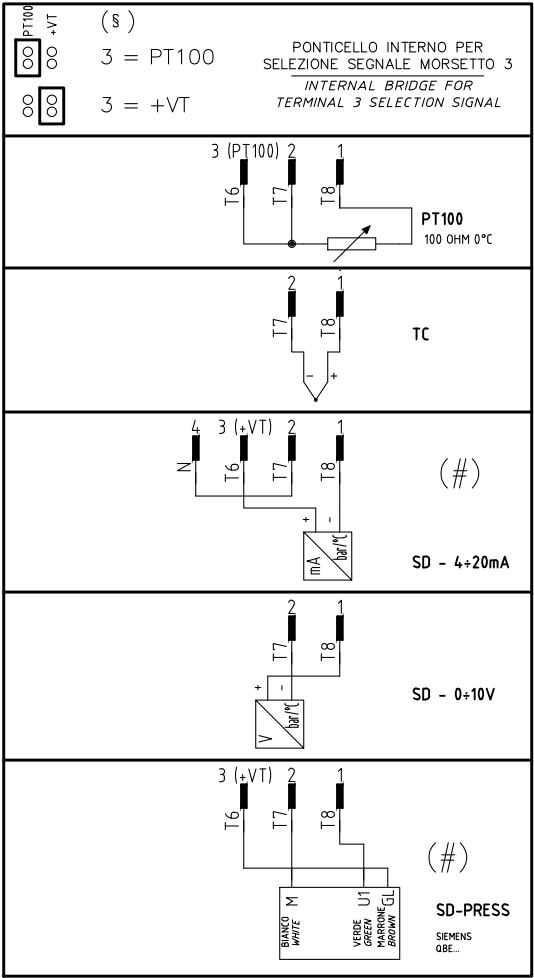 PT100
+VT
(§)
3 = PT100
3 = +VT
PONTICELLO INTERNO PER
SELEZIONE SEGNALE MORSETTO 3
INTERNAL BRIDGE FOR
TERMINAL 3 SELECTION SIGNAL
3 (PT100) 2 1
T6 T7 T8
PT100
100 OHM 0°C
2 1
T7 T8
TC
- +
4 3 (+VT) 2 1
N T6 T7 T8
(#)
+ -
mA bar/°C
SD - 4÷20mA
2 1
T7 T8
+ -
V bar/°C
SD - 0÷10V
3 (+VT) 2 1
T6 T7 T8
(#)
M U1 GL
BIANCO
WHITE
VERDE
GREEN
MARRONE
BROWN
SD-PRESS
SIEMENS
QBE...